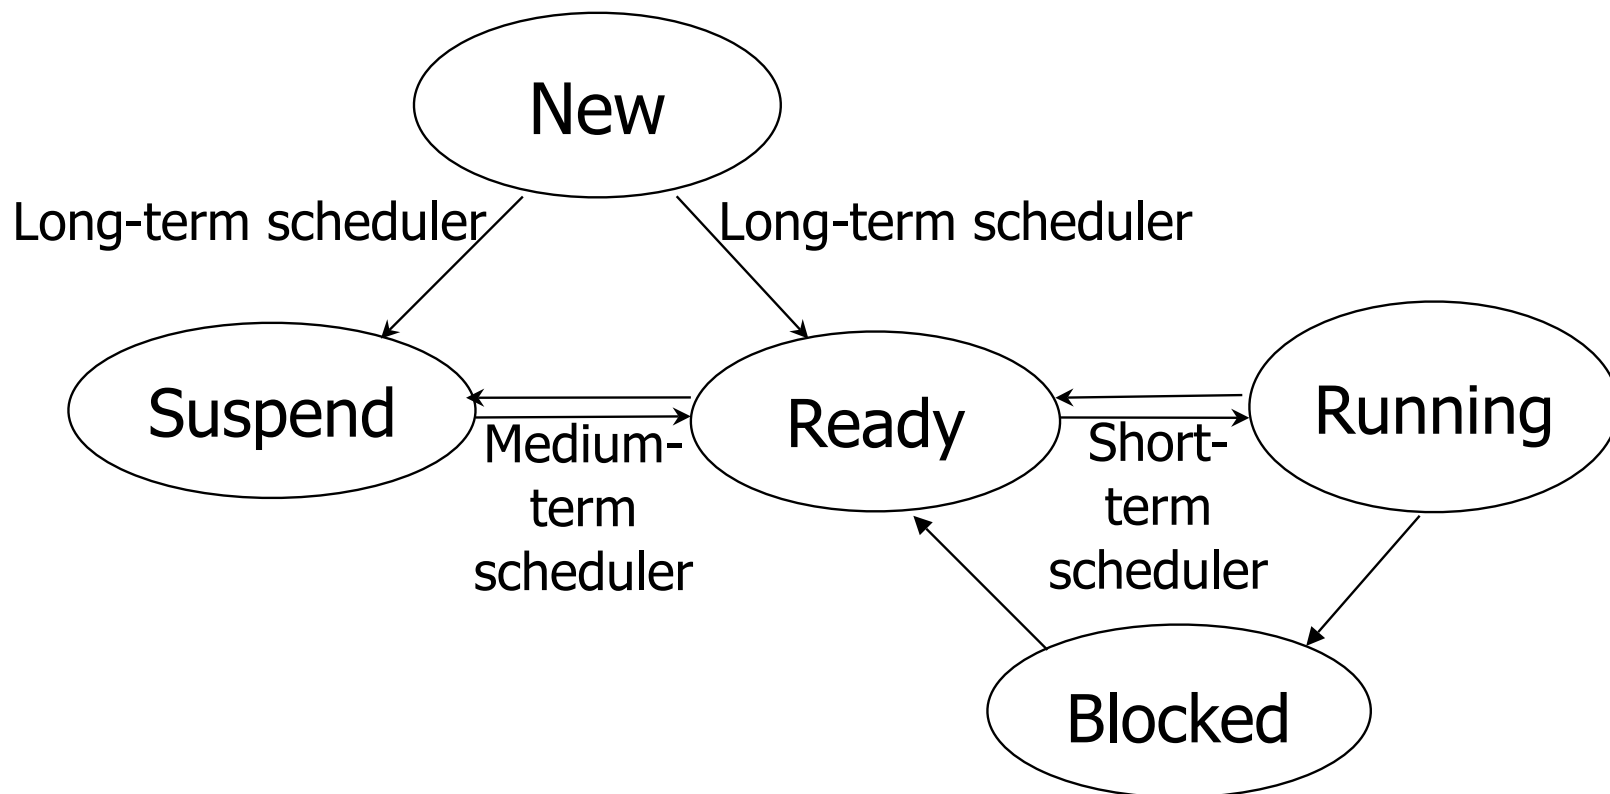 New
Long-term scheduler
Long-term scheduler
Suspend
Medium-
term
scheduler
Ready
Short-
term
scheduler
Running
Blocked